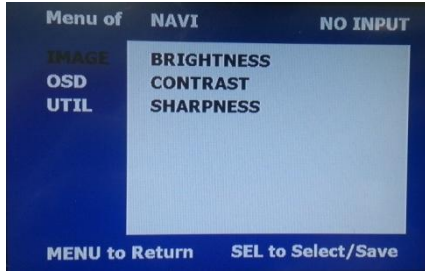 Menu of NAVI NO INPUT
IMAGE BRIGHTNESS
OSD CONTRAST
UTIL SHARPNESS
MENU to Return SEL to Select/Save